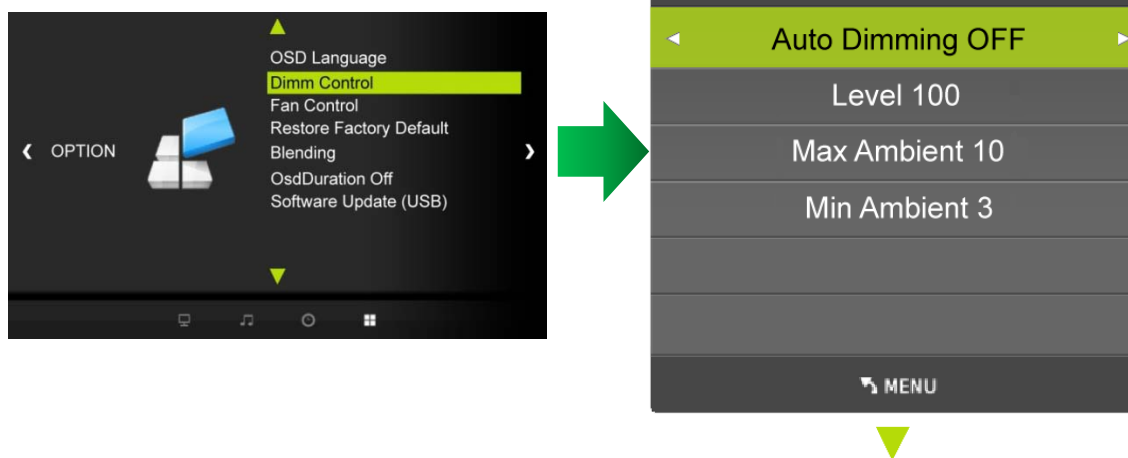 OSD Language
Dimm Control
Fan Control
Restore Factory Default
OPTION
Blending
OsdDuration Off
Software Update (USB)
Auto Dimming OFF
Level 100
Max Ambient 10
Min Ambient 3
MENU